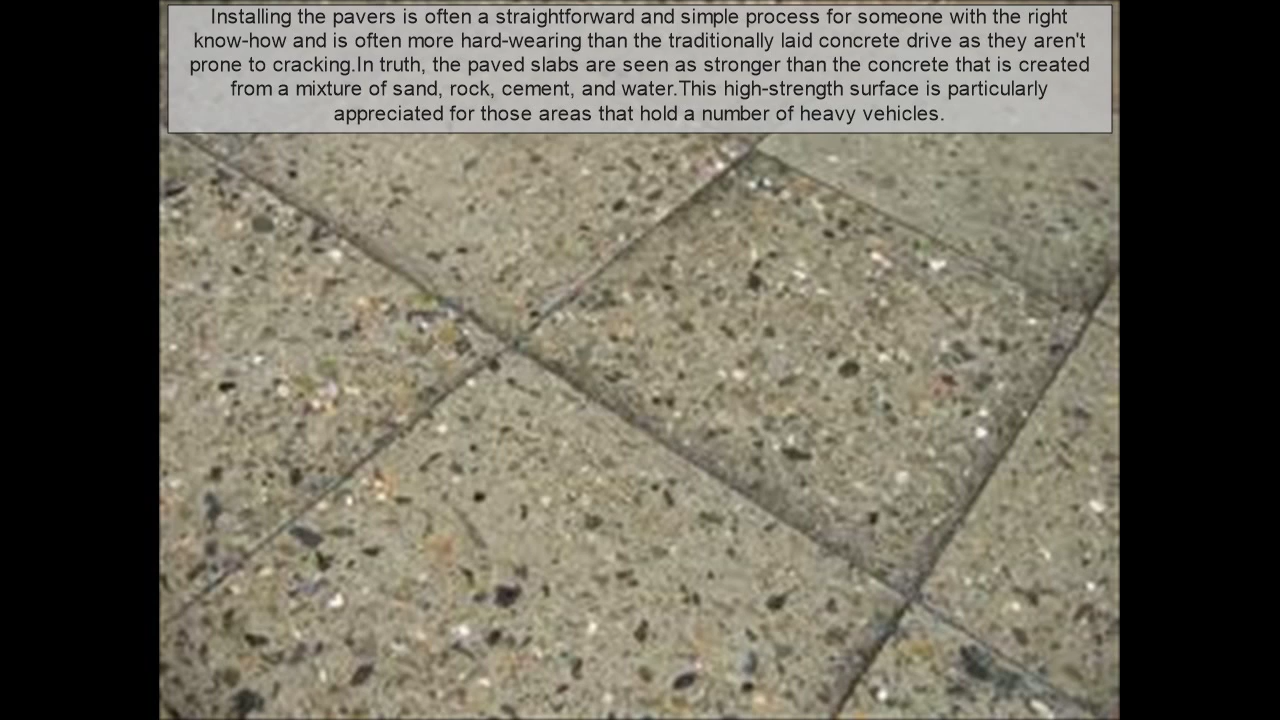 Installing the pavers is often a straightforward and simple process for someone with the right
know-how and is often more hard-wearing than the traditionally laid concrete drive as they aren't
prone to cracking.In truth, the paved slabs are seen as stronger than the concrete that is created
from a mixture of sand, rock, cement, and water.This high-strength surface is particularly
appreciated for those areas that hold a number of heavy vehicles.